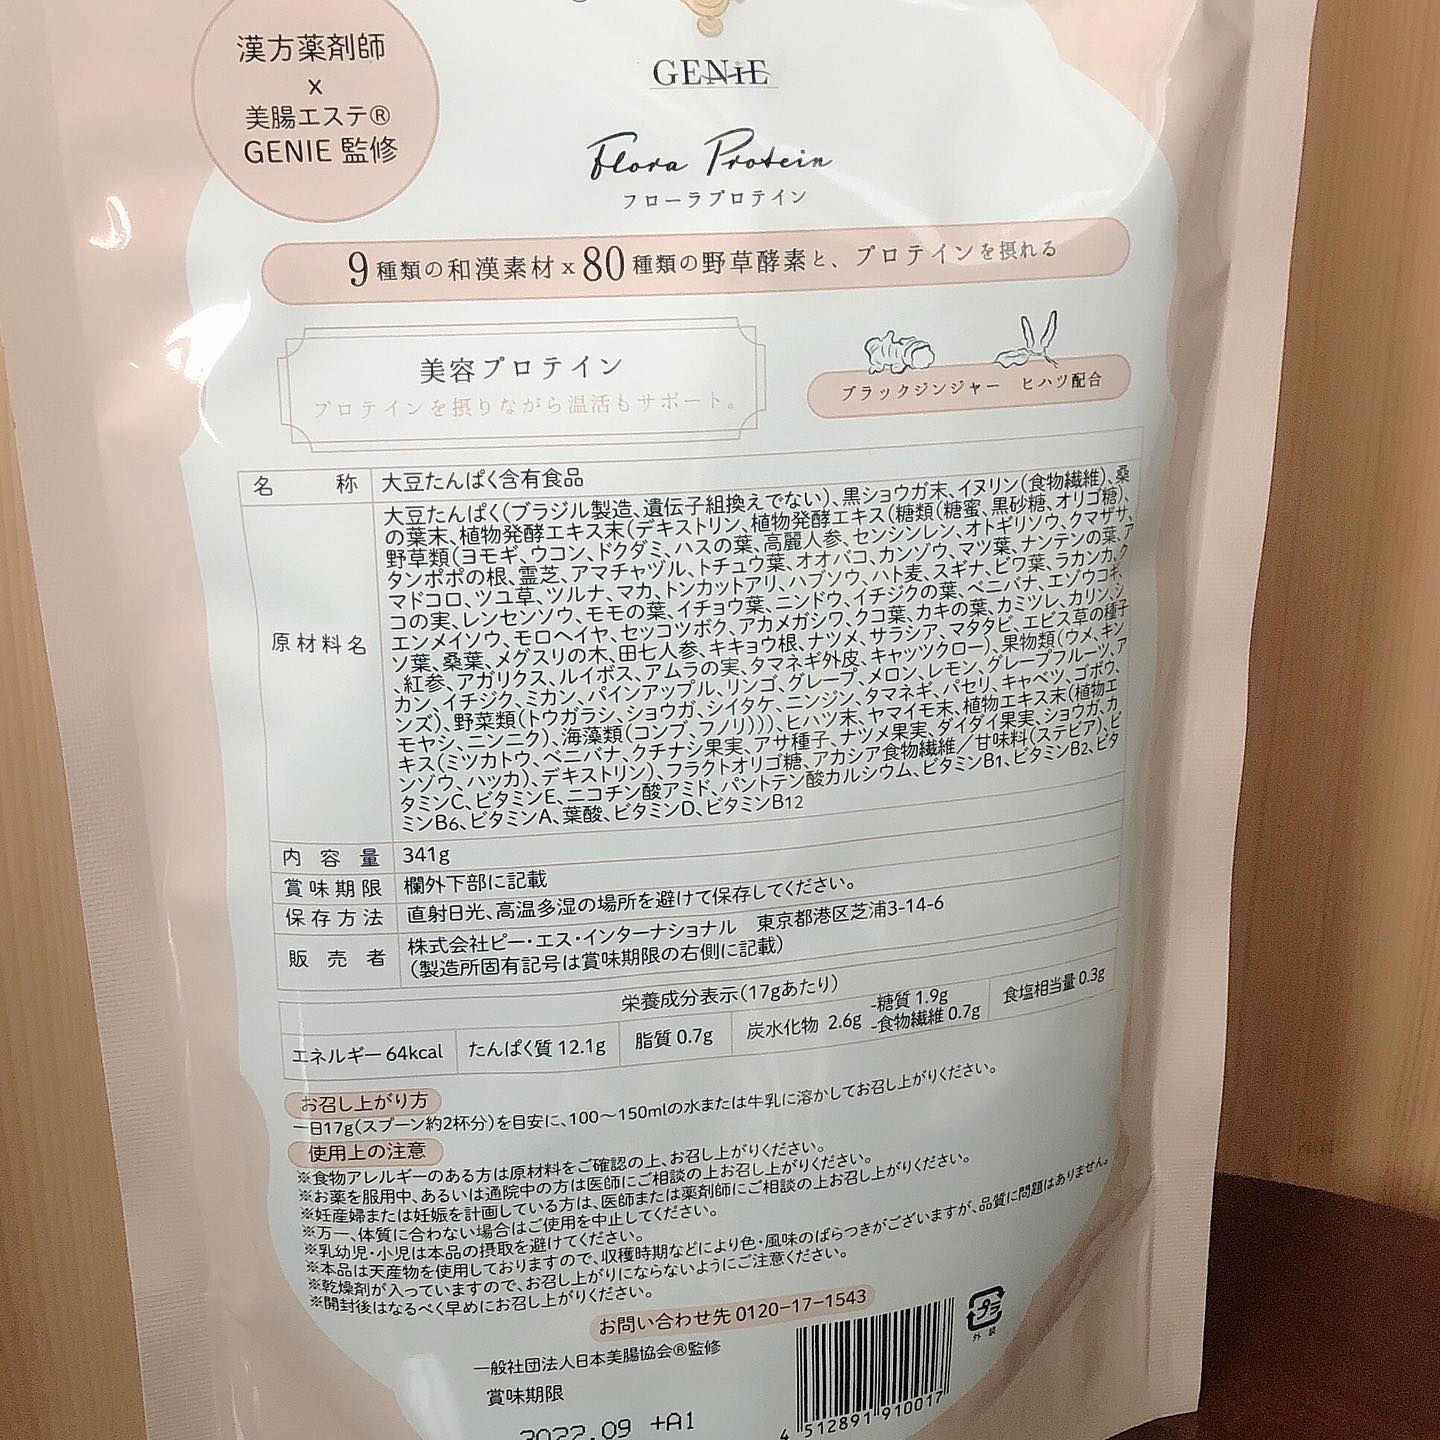 漢方薬剤師
x
美腸エステ®
GENIE 監修
GENiE
Flora Protein
フローラプロテイン
9種類の和漢素材 x 80種類の野草酵素と、プロテインを摂れる
美容プロテイン
プロテインを摂りながら温活もサポート。
ブラックジンジャー ヒハツ配合
名称 大豆たんぱく含有食品
原材料名
大豆たんぱく(ブラジル製造、遺伝子組換えでない)、黒ショウガ末、イヌリン(食物繊維)、桑
の葉末、植物発酵エキス末(デキストリン、植物発酵エキス(糖類(糖蜜、黒砂糖、オリゴ糖)、
野草類(ヨモギ、ウコン、ドクダミ、ハスの葉、高麗人参、センシンレン、オトギリソウ、クマザサ、
タンポポの根、霊芝、アマチャヅル、トチュウ葉、オオバコ、カンゾウ、マツ葉、ナンテンの葉、ア
マドコロ、ツユ草、ツルナ、マカ、トンカットアリ、ハブソウ、ハト麦、スギナ、ビワ葉、ラカンカ、ク
コの実、レンセンソウ、モモの葉、イチョウ葉、ニンドウ、イチジクの葉、ベニバナ、エゾウコギ、
エンメイソウ、モロヘイヤ、セッコツボク、アカメガシワ、クコ葉、カキの葉、カミツレ、カリン、シ
ソ葉、桑葉、メグスリの木、田七人参、キキョウ根、ナツメ、サラシア、マタタビ、エビス草の種子
、紅参、アガリクス、ルイボス、アムラの実、タマネギ外皮、キャッツクロー)、果物類(ウメ、キン
カン、イチジク、ミカン、パインアップル、リンゴ、グレープ、メロン、レモン、グレープフルーツ、ア
ンズ)、野菜類(トウガラシ、ショウガ、シイタケ、ニンジン、タマネギ、パセリ、キャベツ、ゴボウ、
モヤシ、ニンニク)、海藻類(コンブ、フノリ))))、ヒハツ末、ヤマイモ末、植物エキス末(植物エ
キス(ミツカトウ、ベニバナ、クチナシ果実、アサ種子、ナツメ果実、ダイダイ果実、ショウガ、カ
ンゾウ、ハッカ)、デキストリン)、フラクトオリゴ糖、アカシア食物繊維/甘味料(ステビア)、ビ
タミンC、ビタミンE、ニコチン酸アミド、パントテン酸カルシウム、ビタミンB1、ビタミンB2、ビタ
ミンB6、ビタミンA、葉酸、ビタミンD、ビタミンB12
内容量 341g
賞味期限 欄外下部に記載
保存方法 直射日光、高温多湿の場所を避けて保存してください。
販売者 株式会社ピー・エス・インターナショナル 東京都港区芝浦3-14-6
(製造所固有記号は賞味期限の右側に記載)
栄養成分表示(17gあたり)
エネルギー 64kcal たんぱく質 12.1g 脂質 0.7g 炭水化物 2.6g -糖質 1.9g -食物繊維 0.7g 食塩相当量 0.3g
お召し上がり方
一日17g(スプーン約2杯分)を目安に、100〜150mlの水または牛乳に溶かしてお召し上がりください。
使用上の注意
※食物アレルギーのある方は原材料をご確認の上、お召し上がりください。
※お薬を服用中、あるいは通院中の方は医師にご相談の上お召し上がりください。
※妊産婦または妊娠を計画している方は、医師または薬剤師にご相談の上お召し上がりください。
※万一、体質に合わない場合はご使用を中止してください。
※乳幼児・小児は本品の摂取を避けてください。
※本品は天産物を使用しておりますので、収穫時期などにより色・風味のばらつきがございますが、品質に問題はありません。
※乾燥剤が入っていますので、お召し上がりにならないようにご注意ください。
※開封後はなるべく早めにお召し上がりください。
お問い合わせ先 0120-17-1543
一般社団法人日本美腸協会®監修
賞味期限
2022.09 +A1
プラ
外装
4 512891 910017